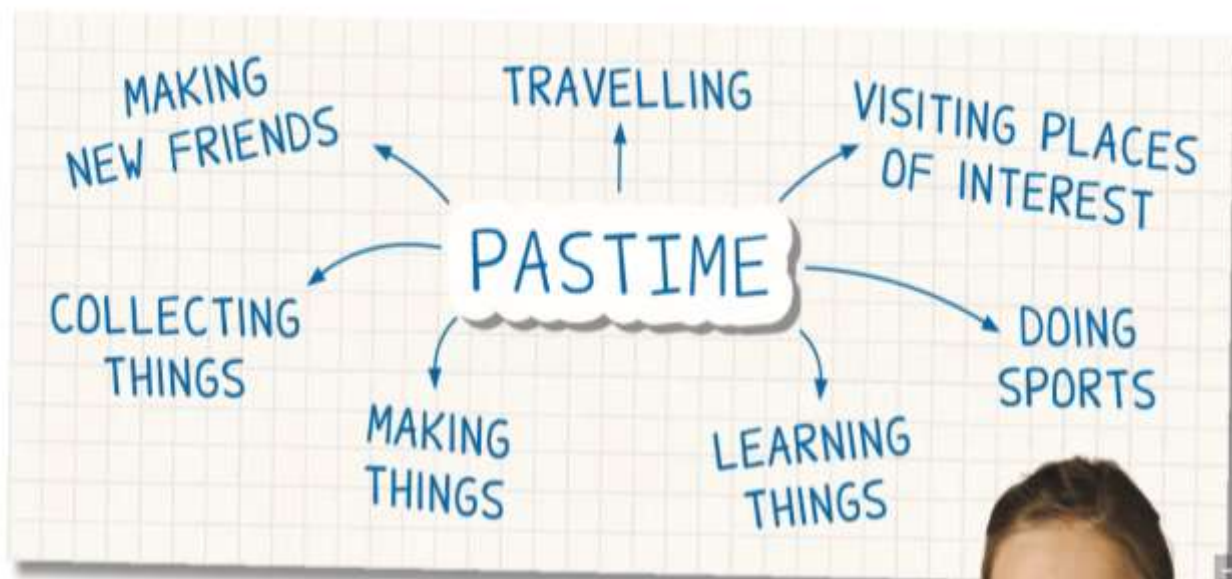 MAKING
NEW FRIENDS
TRAVELLING
VISITING PLACES
OF INTEREST
PASTIME
COLLECTING
THINGS
DOING
SPORTS
MAKING
THINGS
LEARNING
THINGS